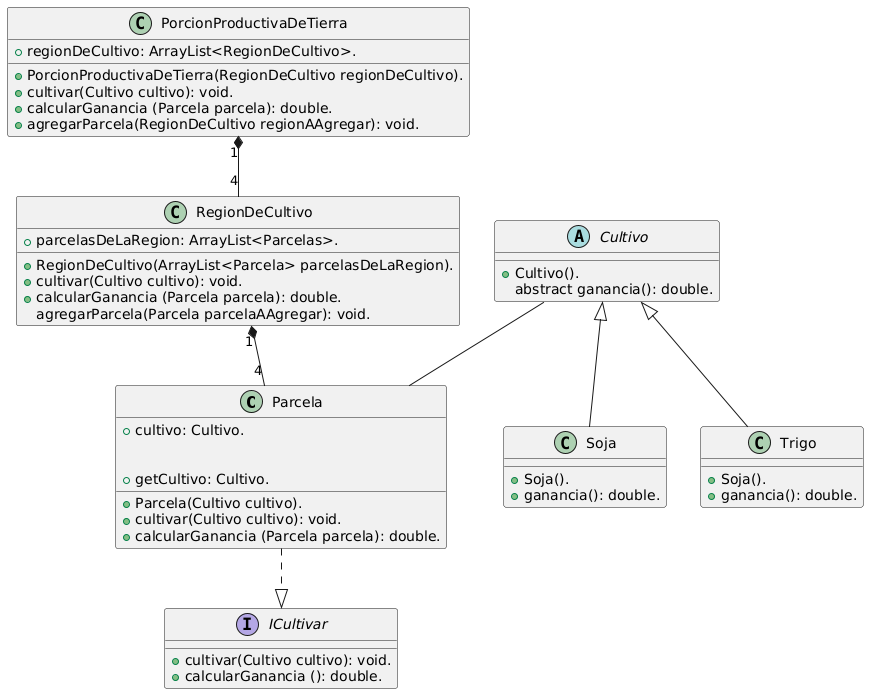 C PorcionProductivaDeTierra
regionDeCultivo: ArrayList<RegionDeCultivo>.
PorcionProductivaDeTierra(RegionDeCultivo regionDeCultivo).
cultivar(Cultivo cultivo): void.
calcularGanancia (Parcela parcela): double.
agregarParcela(RegionDeCultivo regionAAgregar): void.
1
4
C RegionDeCultivo
parcelasDeLaRegion: ArrayList<Parcelas>.
RegionDeCultivo(ArrayList<Parcela> parcelasDeLaRegion).
cultivar(Cultivo cultivo): void.
calcularGanancia (Parcela parcela): double.
agregarParcela(Parcela parcelaAAgregar): void.
A Cultivo
Cultivo().
abstract ganancia(): double.
1
4
C Parcela
cultivo: Cultivo.
getCultivo: Cultivo.
Parcela(Cultivo cultivo).
cultivar(Cultivo cultivo): void.
calcularGanancia (Parcela parcela): double.
C Soja
Soja().
ganancia(): double.
C Trigo
Soja().
ganancia(): double.
I ICultivar
cultivar(Cultivo cultivo): void.
calcularGanancia (): double.